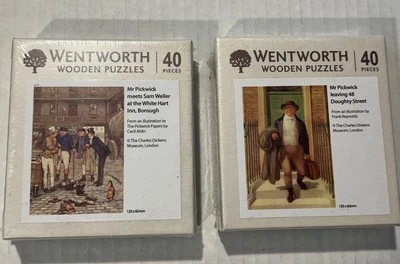 WENTWORTH
WOODEN PUZZLES
40
PIECES
Mr Pickwick
meets Sam Weller
at the White Hart
Inn, Borough
From an illustration to
The Pickwick Papers by
Cecil Aldin
© The Charles Dickens
Museum, London
WENTWORTH
WOODEN PUZZLES
40
PIECES
Mr Pickwick
leaving 48
Doughty Street
From an illustration by
Frank Reynolds
© The Charles Dickens
Museum,
London